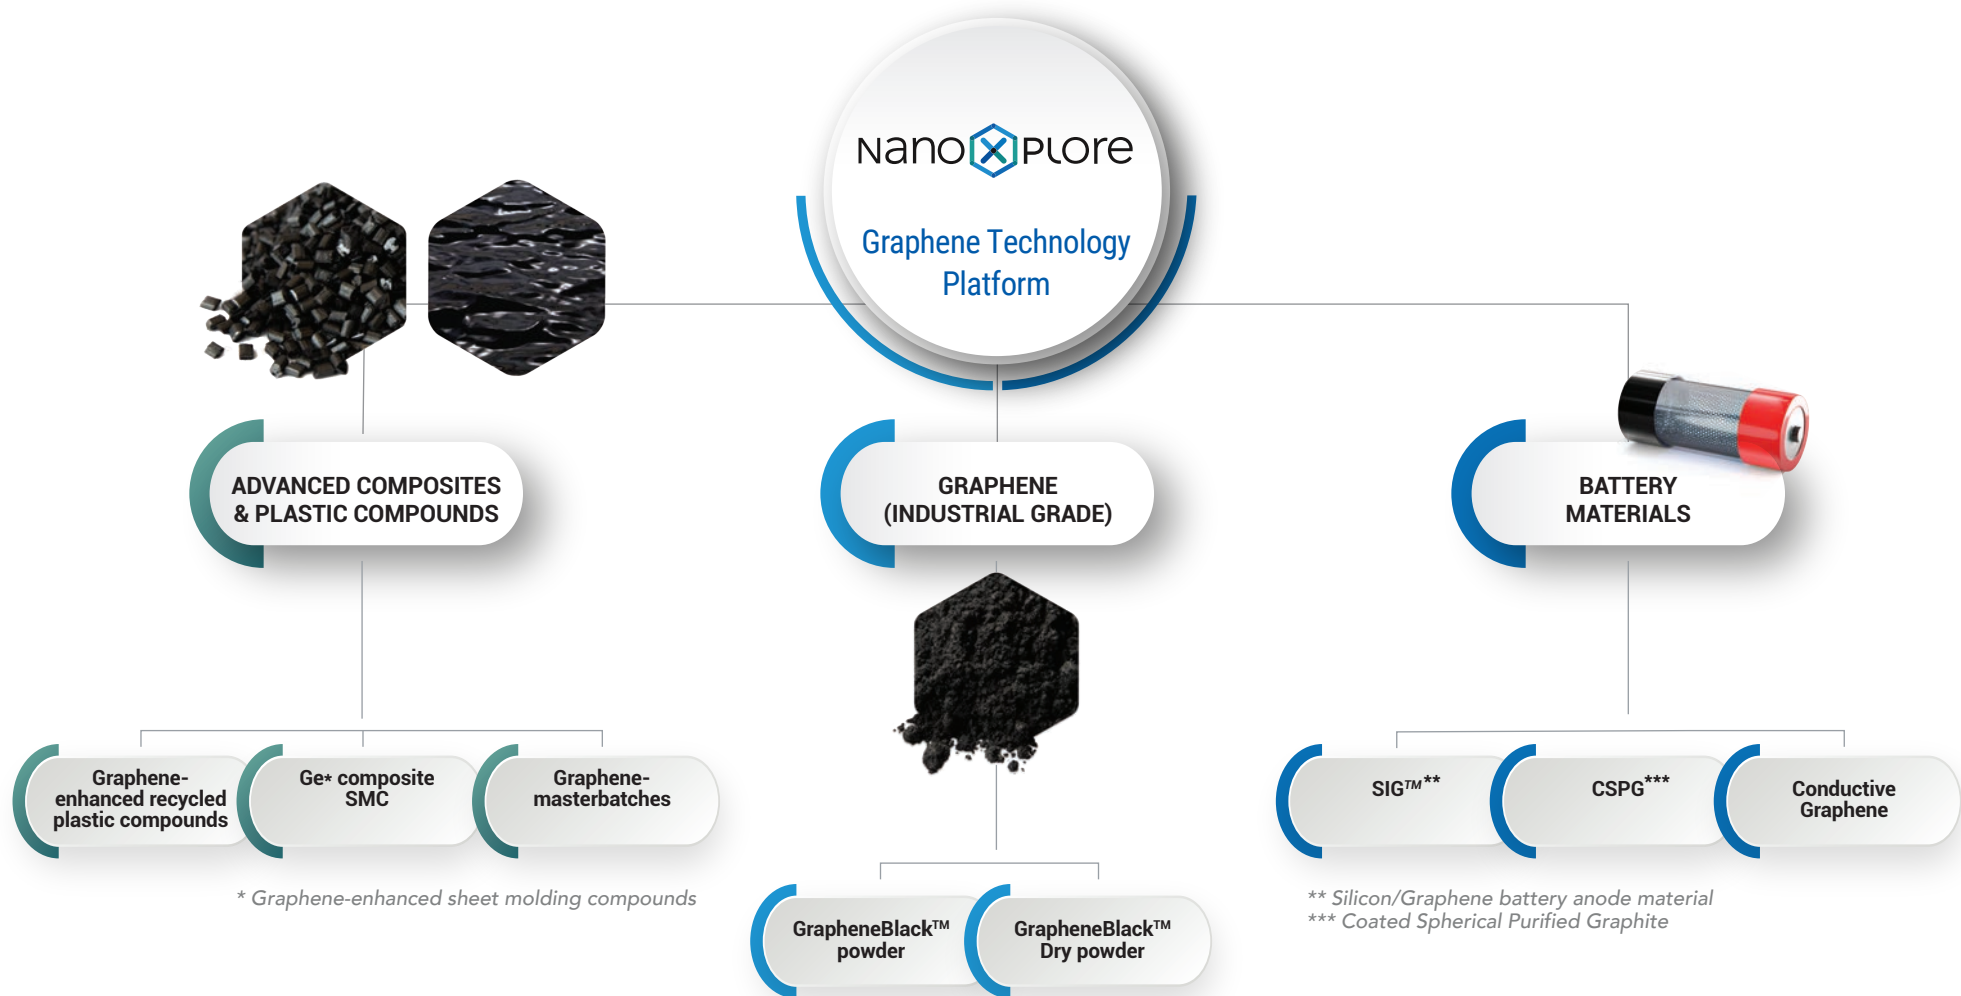 NanoXplore
Graphene Technology
Platform
ADVANCED COMPOSITES
& PLASTIC COMPOUNDS
GRAPHENE
(INDUSTRIAL GRADE)
BATTERY
MATERIALS
Graphene-
enhanced recycled
plastic compounds
Ge* composite
SMC
Graphene-
masterbatches
* Graphene-enhanced sheet molding compounds
GrapheneBlack™
powder
GrapheneBlack™
Dry powder
SIG™**
CSPG***
Conductive
Graphene
** Silicon/Graphene battery anode material
*** Coated Spherical Purified Graphite